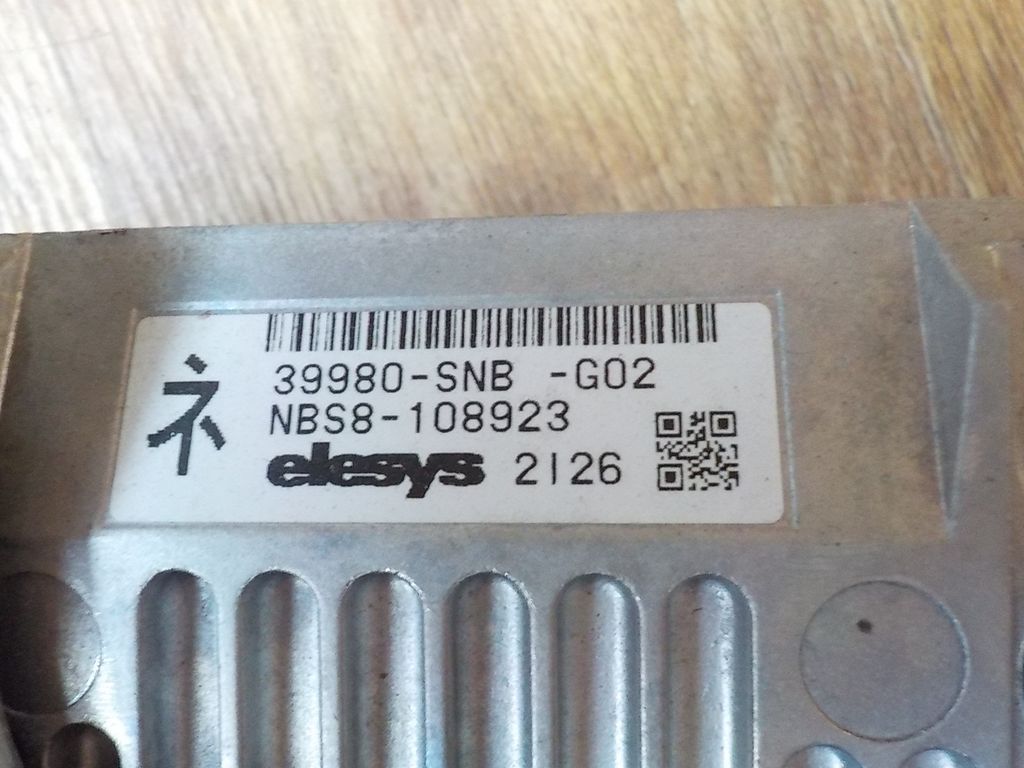 ネ
39980-SNB -G02
NBS8-108923
elesys 2I26